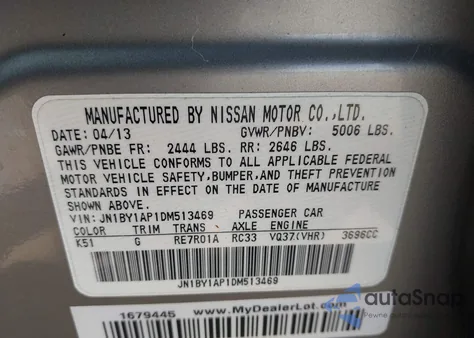 MANUFACTURED BY NISSAN MOTOR CO.,LTD.
DATE: 04/13 GVWR/PNBV: 5006 LBS.
GAWR/PNBE FR: 2444 LBS. RR: 2646 LBS.
THIS VEHICLE CONFORMS TO ALL APPLICABLE FEDERAL
MOTOR VEHICLE SAFETY, BUMPER, AND THEFT PREVENTION
STANDARDS IN EFFECT ON THE DATE OF MANUFACTURE
SHOWN ABOVE.
VIN: JN1BY1AP1DM513469 PASSENGER CAR
COLOR TRIM TRANS AXLE ENGINE
K51 G RE7R01A RC33 VQ37(VHR) 3696CC
JN1BY1AP1DM513469
1679445 www.MyDealerLot.com
autoSnap